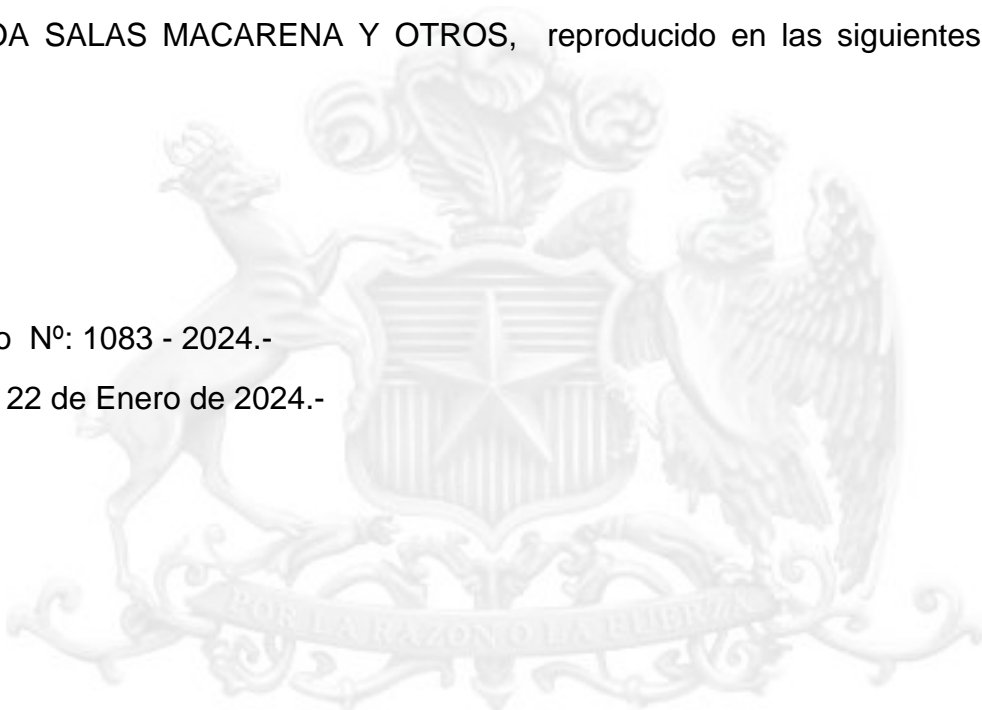 DA SALAS MACARENA Y OTROS, reproducido en las siguientes
o Nº: 1083 - 2024.-
22 de Enero de 2024.-
POR LA RAZON O LA FUERZA